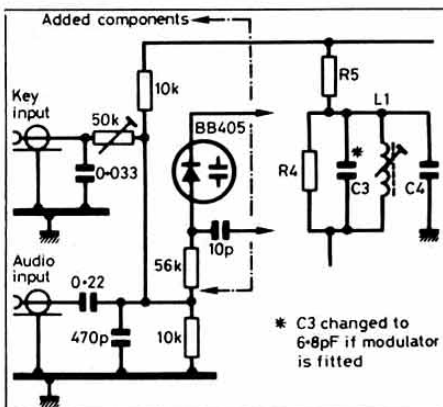 Added components
Key
input
50k
0·033
10k
BB405
R5
L1
R4
*
C3
C4
10p
56k
Audio
input
0·22
470p
10k
* C3 changed to
6·8pF if modulator
is fitted